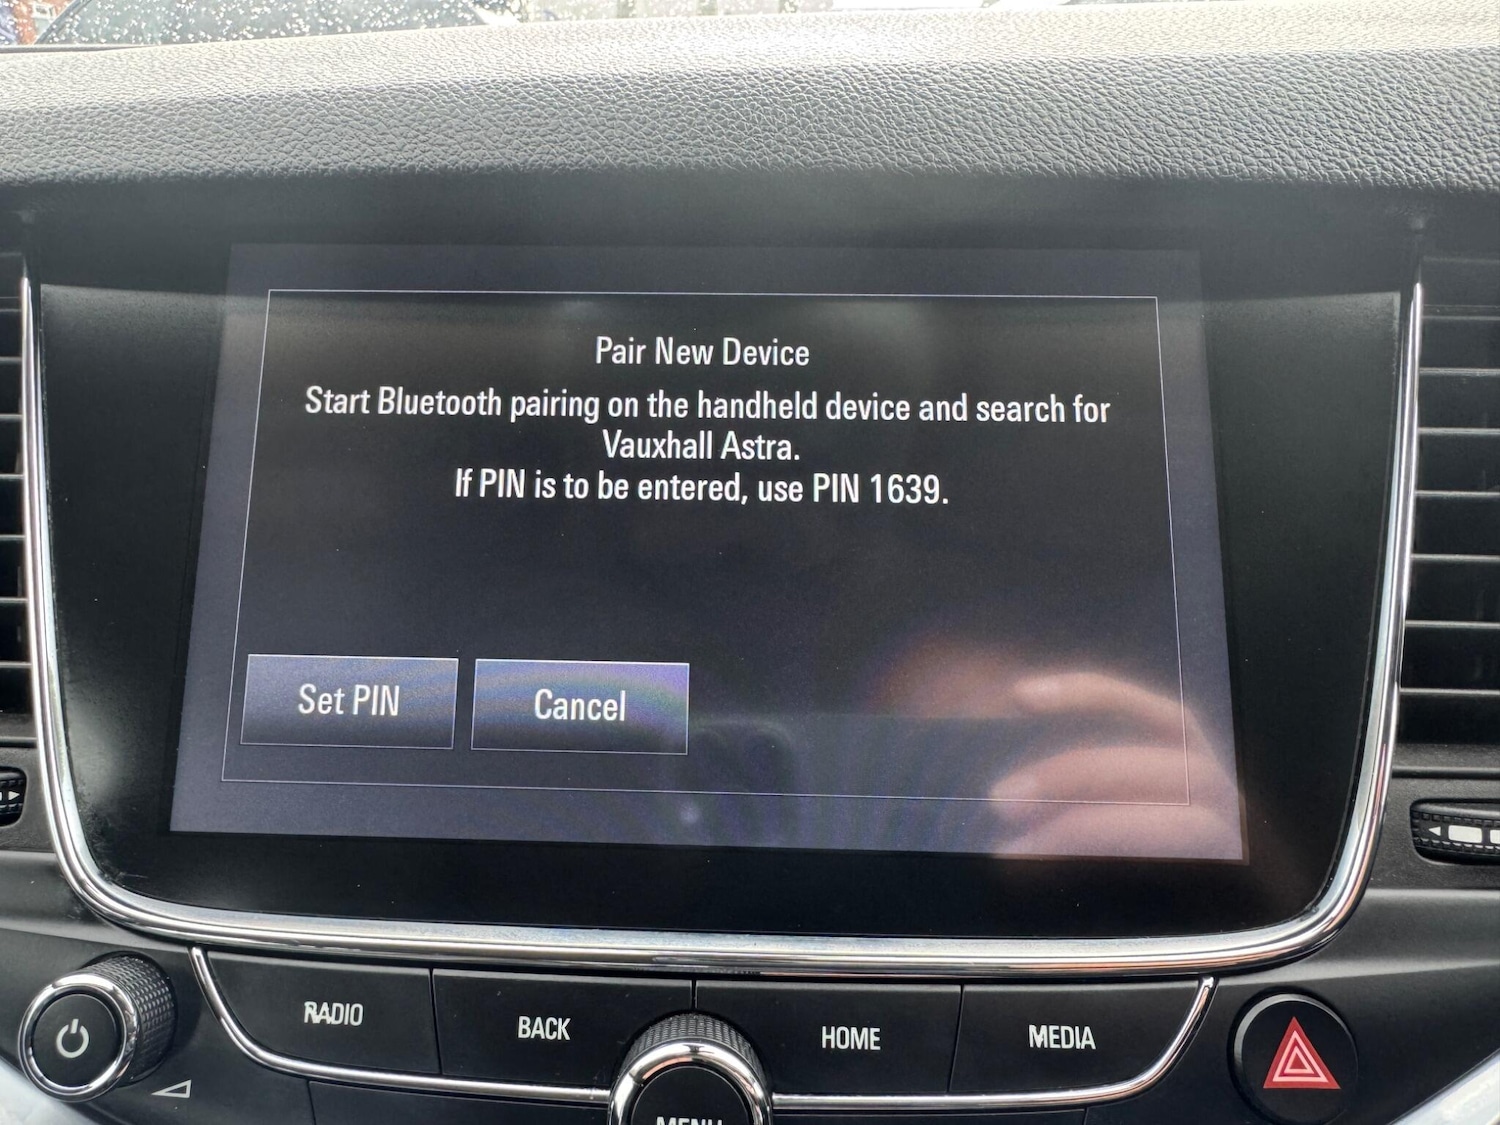 Pair New Device
Start Bluetooth pairing on the handheld device and search for
Vauxhall Astra.
If PIN is to be entered, use PIN 1639.
Set PIN
Cancel
RADIO
BACK
HOME
MEDIA
MENU